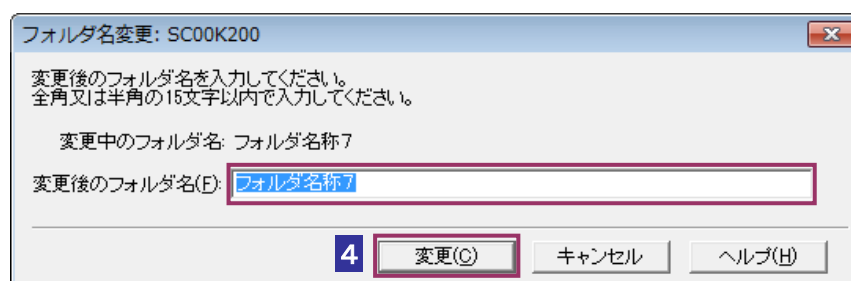 フォルダ名変更: SC00K200
変更後のフォルダ名を入力してください。
全角又は半角の15文字以内で入力してください。
変更中のフォルダ名: フォルダ名称7
変更後のフォルダ名(F): フォルダ名称7
4 変更(C) キャンセル ヘルプ(H)